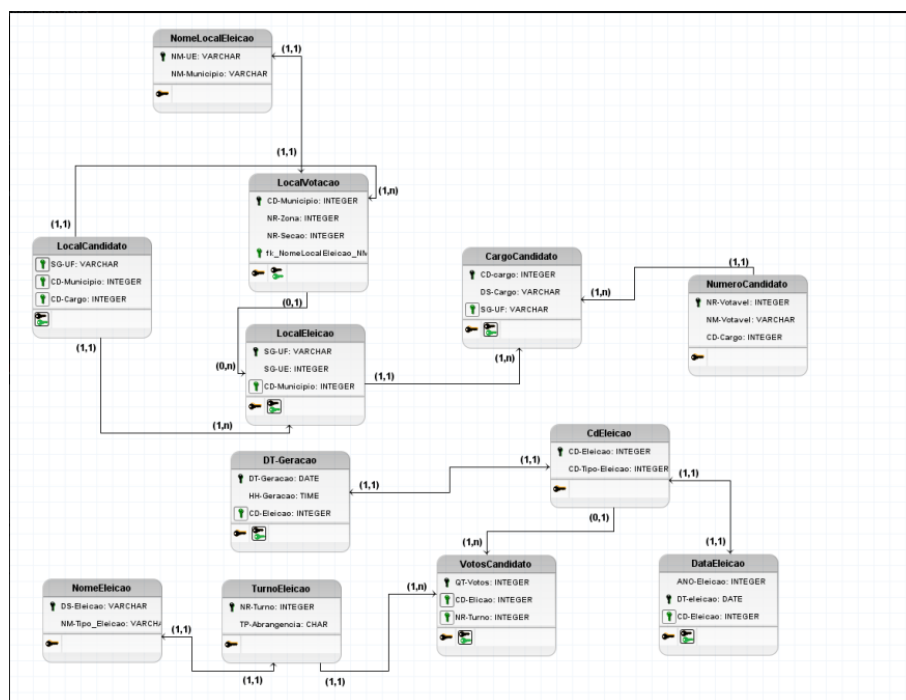 NomeLocalEleicao
NM-UE: VARCHAR
NM-Municipio: VARCHAR
(1,1)
(1,1)
LocalVotacao
CD-Municipio: INTEGER
NR-Zona: INTEGER
NR-Secao: INTEGER
fk_NomeLocalEleicao_NM
(1,n)
(1,1)
LocalCandidato
SG-UF: VARCHAR
CD-Municipio: INTEGER
CD-Cargo: INTEGER
(1,1)
(1,n)
(0,1)
(0,n)
LocalEleicao
SG-UF: VARCHAR
SG-UE: INTEGER
CD-Municipio: INTEGER
(1,1)
(1,n)
CargoCandidato
CD-cargo: INTEGER
DS-Cargo: VARCHAR
SG-UF: VARCHAR
(1,n)
(1,1)
NumeroCandidato
NR-Votavel: INTEGER
NM-Votavel: VARCHAR
CD-Cargo: INTEGER
CdEleicao
CD-Eleicao: INTEGER
CD-Tipo-Eleicao: INTEGER
(1,1)
(1,1)
(0,1)
DT-Geracao
DT-Geracao: DATE
HH-Geracao: TIME
CD-Eleicao: INTEGER
(1,1)
(1,n)
(1,1)
VotosCandidato
QT-Votos: INTEGER
CD-Elicao: INTEGER
NR-Turno: INTEGER
DataEleicao
ANO-Eleicao: INTEGER
DT-eleicao: DATE
CD-Eleicao: INTEGER
NomeEleicao
DS-Eleicao: VARCHAR
NM-Tipo_Eleicao: VARCHA
(1,1)
TurnoEleicao
NR-Turno: INTEGER
TP-Abrangencia: CHAR
(1,n)
(1,1)
(1,1)